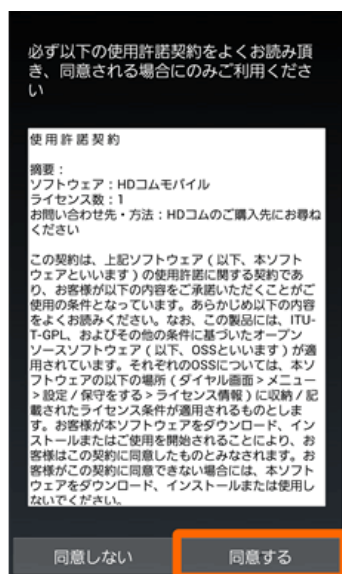 必ず以下の使用許諾契約をよくお読み頂
き、同意される場合にのみご利用くださ
い
使用許諾契約
摘要：
ソフトウェア：HDコムモバイル
ライセンス数：1
お問い合わせ先・方法：HDコムのご購入先にお尋ね
ください
この契約は、上記ソフトウェア（以下、本ソフト
ウェアといいます）の使用許諾に関する契約であ
り、お客様が以下の内容をご承諾いただくことがご
使用の条件となっています。あらかじめ以下の内容
をよくお読みください。なお、この製品には、ITU-
T-GPL、およびその他の条件に基づいたオープン
ソースソフトウェア（以下、OSSといいます）が適
用されています。それぞれのOSSについては、本ソ
フトウェアの以下の場所（ダイヤル画面 > メニュー
> 設定 / 保守をする > ライセンス情報）に収納 / 記
載されたライセンス条件が適用されるものとしま
す。お客様が本ソフトウェアをダウンロード、イン
ストールまたはご使用を開始されることにより、お
客様はこの契約に同意したものとみなされます。お
客様がこの契約に同意できない場合には、本ソフト
ウェアをダウンロード、インストールまたは使用し
ないでください。
同意しない
同意する